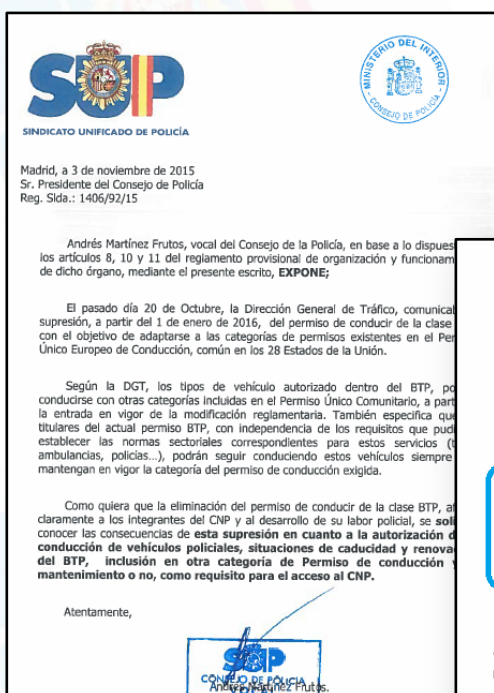 SUP
SINDICATO UNIFICADO DE POLICÍA
MINISTERIO DEL INTERIOR
- CONSEJO DE POLICÍA -
Madrid, a 3 de noviembre de 2015
Sr. Presidente del Consejo de Policía
Reg. Slda.: 1406/92/15
Andrés Martínez Frutos, vocal del Consejo de la Policía, en base a lo dispues
los artículos 8, 10 y 11 del reglamento provisional de organización y funcionam
de dicho órgano, mediante el presente escrito, EXPONE;
El pasado día 20 de Octubre, la Dirección General de Tráfico, comunicab
supresión, a partir del 1 de enero de 2016, del permiso de conducir de la clase
con el objetivo de adaptarse a las categorías de permisos existentes en el Per
Único Europeo de Conducción, común en los 28 Estados de la Unión.
Según la DGT, los tipos de vehículo autorizado dentro del BTP, po
conducirse con otras categorías incluidas en el Permiso Único Comunitario, a part
la entrada en vigor de la modificación reglamentaria. También especifica que
titulares del actual permiso BTP, con independencia de los requisitos que pudi
establecer las normas sectoriales correspondientes para estos servicios (t
ambulancias, policías...), podrán seguir conduciendo estos vehículos siempre
mantengan en vigor la categoría del permiso de conducción exigida.
Como quiera que la eliminación del permiso de conducir de la clase BTP, af
claramente a los integrantes del CNP y al desarrollo de su labor policial, se soli
conocer las consecuencias de esta supresión en cuanto a la autorización d
conducción de vehículos policiales, situaciones de caducidad y renova
del BTP, inclusión en otra categoría de Permiso de conducción y
mantenimiento o no, como requisito para el acceso al CNP.
Atentamente,
SUP
CONSEJO DE POLICÍA
Andrés Martínez Frutos.